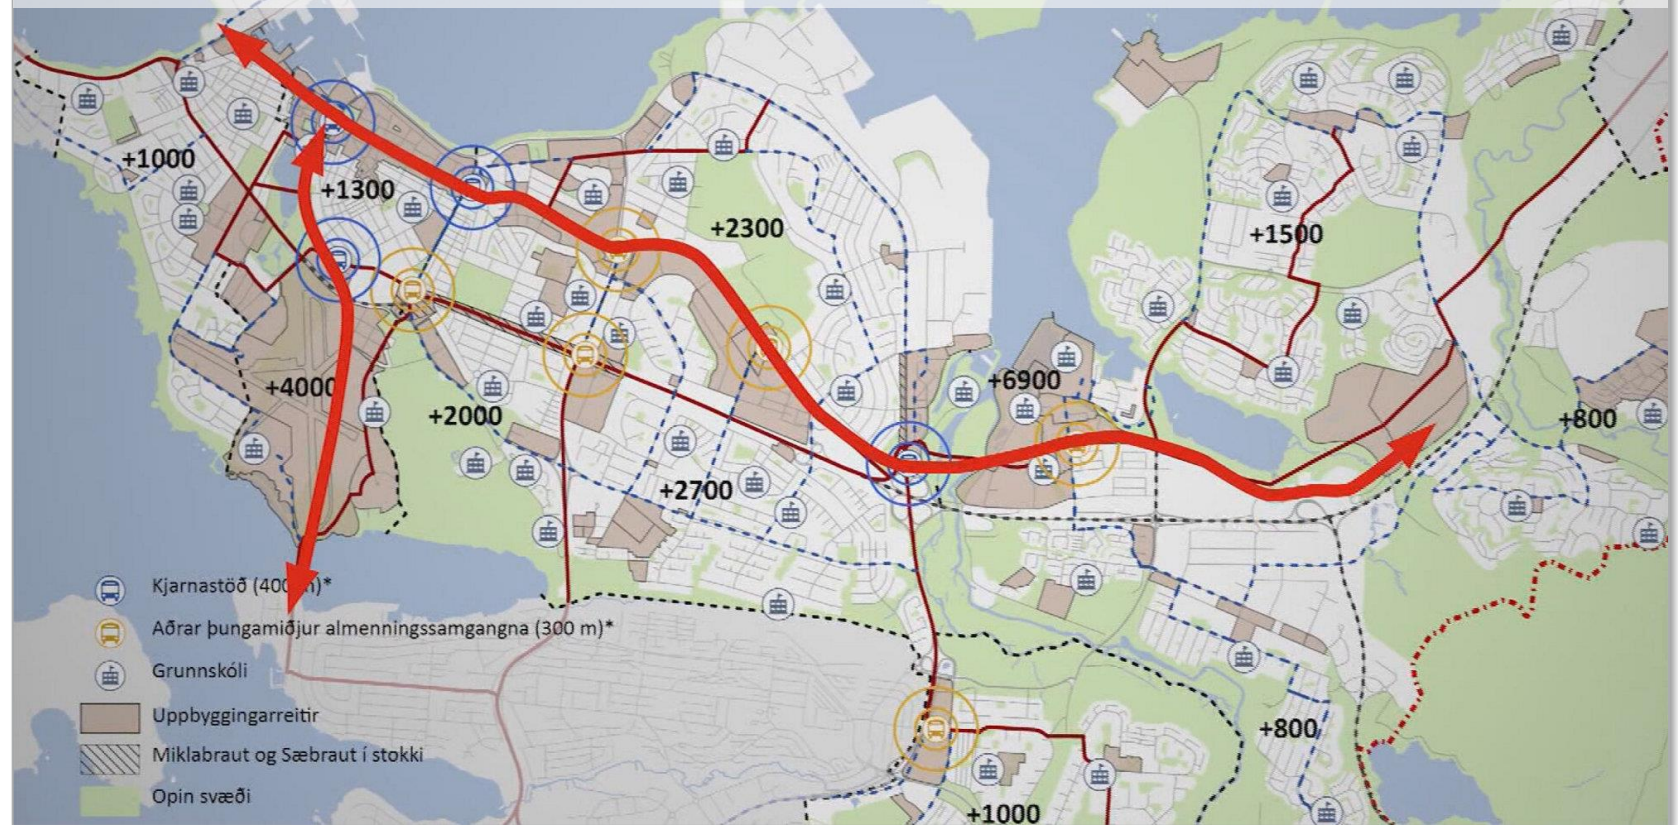 +1000
+1300
+2300
+1500
+4000
+2000
+6900
+800
+2700
+800
+1000
Kjarnastöð (400 m)*
Aðrar þungamiðjur almenningssamgangna (300 m)*
Grunnskóli
Uppbyggingarreitir
Miklabraut og Sæbraut í stokki
Opin svæði